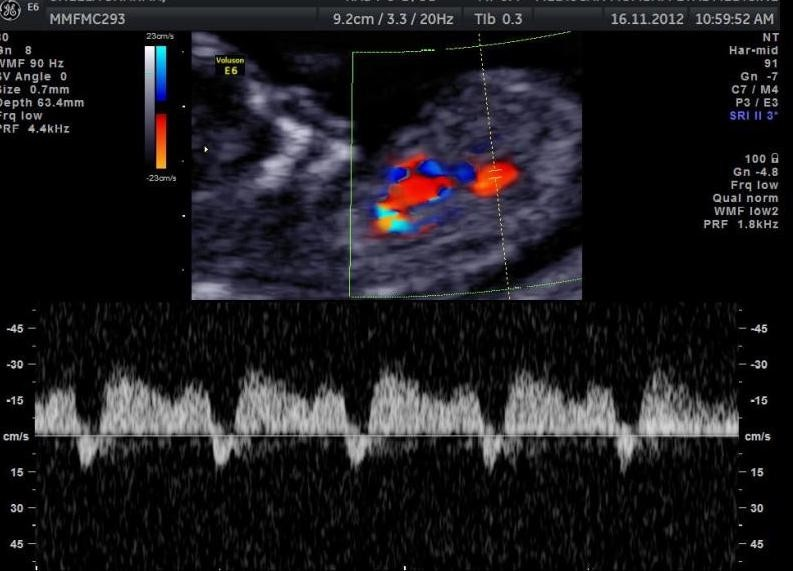 GE E6
MMFMC293 9.2cm / 3.3 / 20Hz TIb 0.3 16.11.2012 10:59:52 AM
Gn 8
WMF 90 Hz
SV Angle 0
Size 0.7mm
Depth 63.4mm
Frq low
PRF 4.4kHz
23cm/s
-23cm/s
Voluson
E6
NT
Har-mid
91
Gn -7
C7 / M4
P3 / E3
SRI II 3*
100
Gn -4.8
Frq low
Qual norm
WMF low2
PRF 1.8kHz
-45 -45
-30 -30
-15 -15
cm/s cm/s
15 15
30 30
45 45